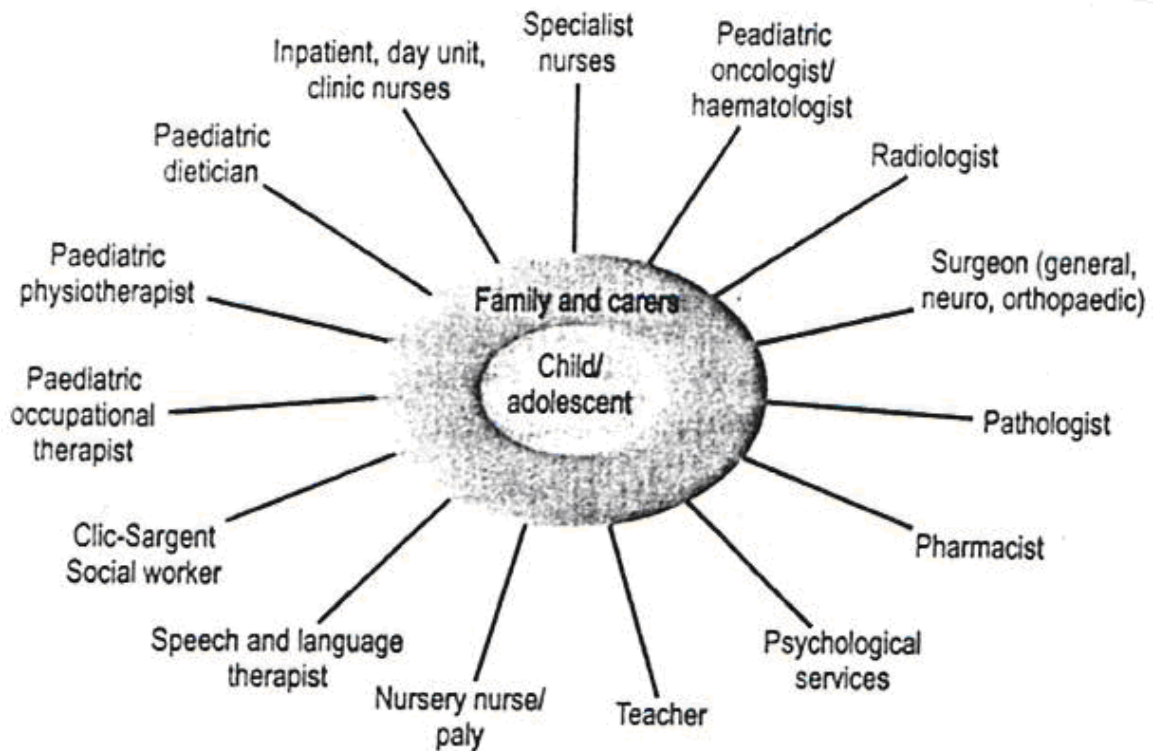 Specialist
nurses
Peadiatric
oncologist/
haematologist
Radiologist
Surgeon (general,
neuro, orthopaedic)
Pathologist
Pharmacist
Psychological
services
Teacher
Nursery nurse/
paly
Speech and language
therapist
Clic-Sargent
Social worker
Paediatric
occupational
therapist
Paediatric
physiotherapist
Paediatric
dietician
Inpatient, day unit,
clinic nurses
Family and carers
Child/
adolescent